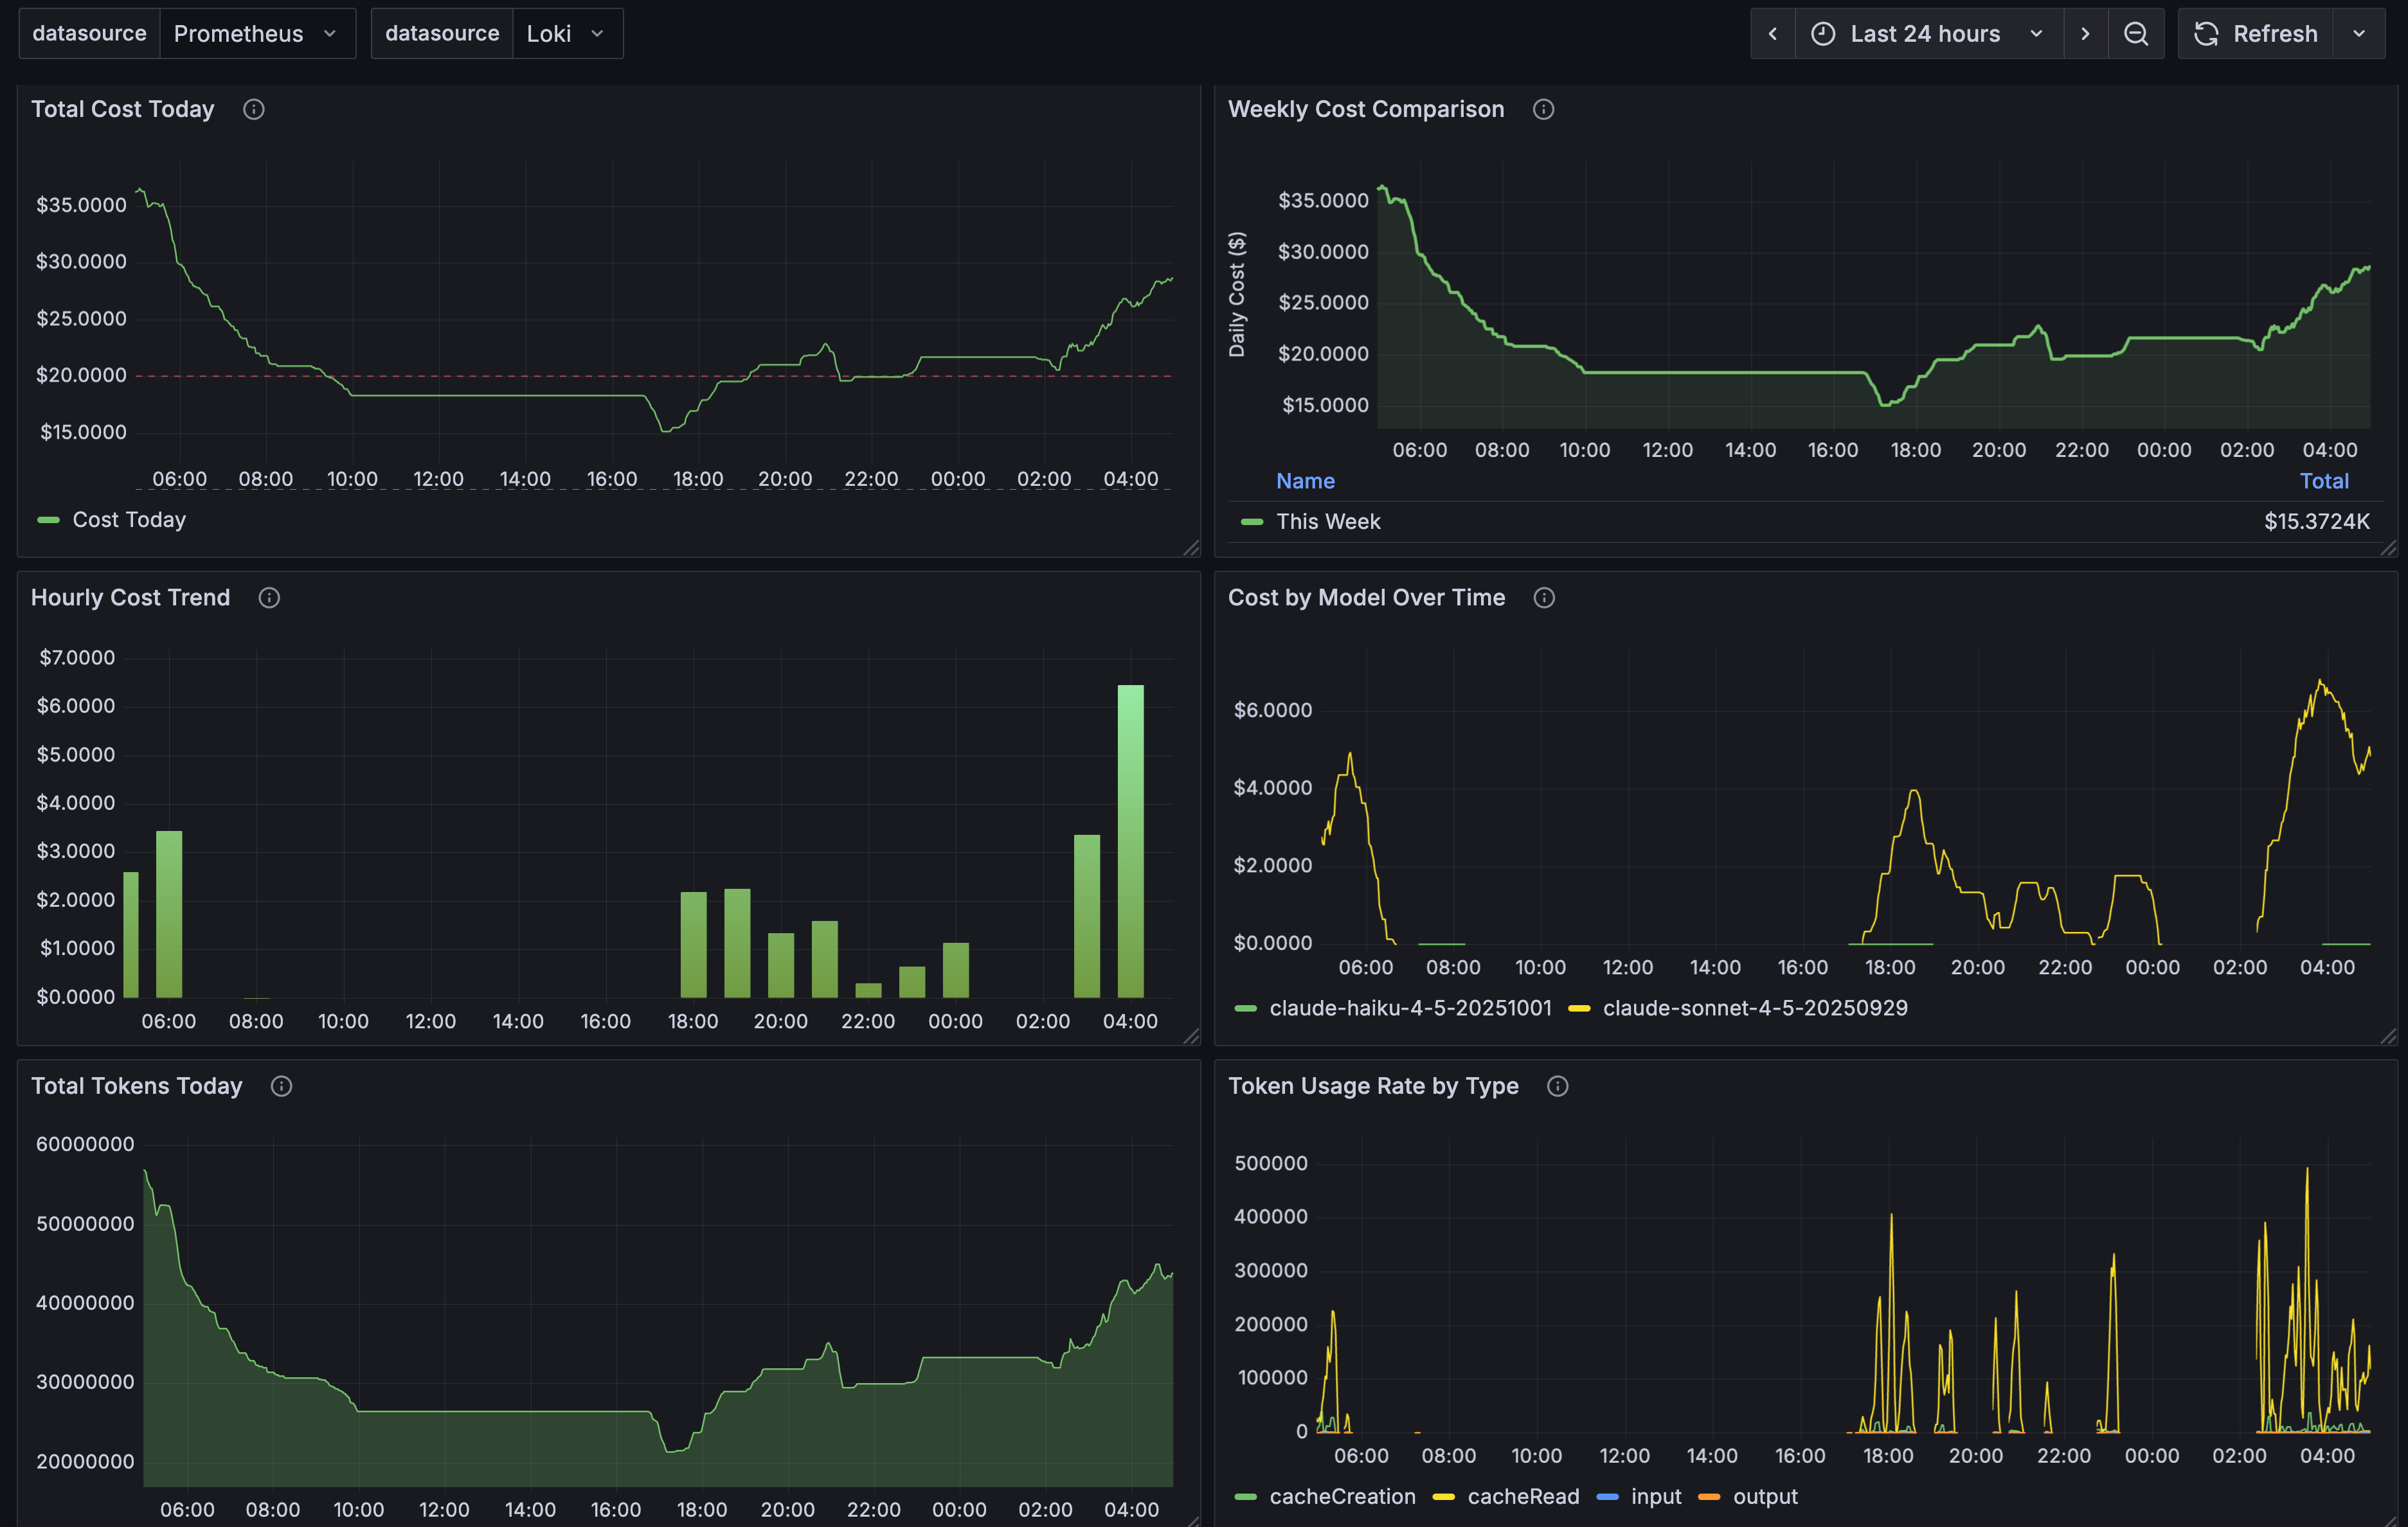 datasource Prometheus datasource Loki Last 24 hours Refresh
Total Cost Today
$35.0000
$30.0000
$25.0000
$20.0000
$15.0000
06:00 08:00 10:00 12:00 14:00 16:00 18:00 20:00 22:00 00:00 02:00 04:00
Cost Today
Weekly Cost Comparison
Daily Cost ($)
$35.0000
$30.0000
$25.0000
$20.0000
$15.0000
06:00 08:00 10:00 12:00 14:00 16:00 18:00 20:00 22:00 00:00 02:00 04:00
Name Total
This Week $15.3724K
Hourly Cost Trend
$7.0000
$6.0000
$5.0000
$4.0000
$3.0000
$2.0000
$1.0000
$0.0000
06:00 08:00 10:00 12:00 14:00 16:00 18:00 20:00 22:00 00:00 02:00 04:00
Cost by Model Over Time
$6.0000
$4.0000
$2.0000
$0.0000
06:00 08:00 10:00 12:00 14:00 16:00 18:00 20:00 22:00 00:00 02:00 04:00
claude-haiku-4-5-20251001 claude-sonnet-4-5-20250929
Total Tokens Today
60000000
50000000
40000000
30000000
20000000
06:00 08:00 10:00 12:00 14:00 16:00 18:00 20:00 22:00 00:00 02:00 04:00
Token Usage Rate by Type
500000
400000
300000
200000
100000
0
06:00 08:00 10:00 12:00 14:00 16:00 18:00 20:00 22:00 00:00 02:00 04:00
cacheCreation cacheRead input output